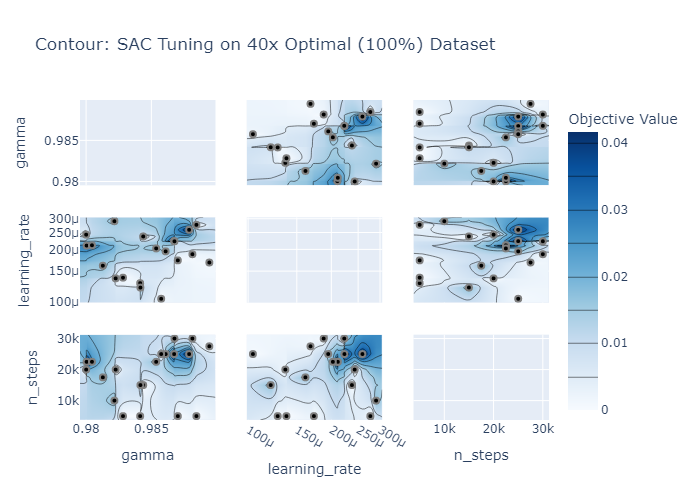 Contour: SAC Tuning on 40x Optimal (100%) Dataset
Objective Value
0.04
0.03
0.02
0.01
0
gamma
0.985
0.98
learning_rate
300μ
250μ
200μ
150μ
100μ
n_steps
30k
20k
10k
0.98 0.985
100μ 150μ 200μ 250μ 300μ
10k 20k 30k
gamma
learning_rate
n_steps